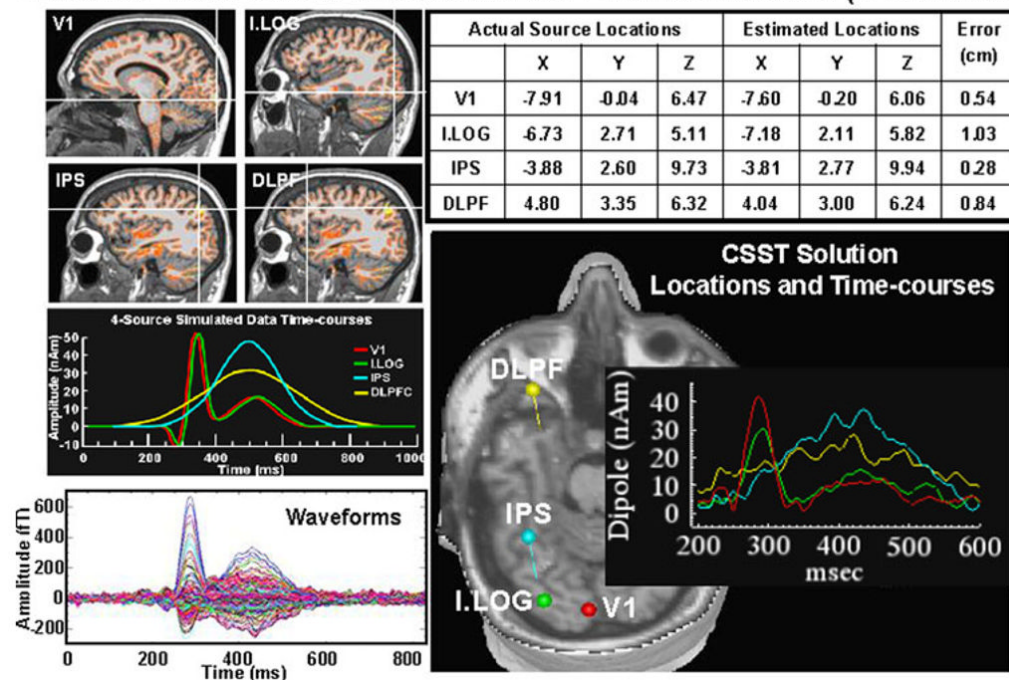 V1
I.LOG
IPS
DLPF
Actual Source Locations Estimated Locations Error (cm)
X Y Z X Y Z
V1 -7.91 -0.04 6.47 -7.60 -0.20 6.06 0.54
I.LOG -6.73 2.71 5.11 -7.18 2.11 5.82 1.03
IPS -3.88 2.60 9.73 -3.81 2.77 9.94 0.28
DLPF 4.80 3.35 6.32 4.04 3.00 6.24 0.84
4-Source Simulated Data Time-courses
Amplitude (nAm)
50
40
30
20
10
0
-10
V1
I.LOG
IPS
DLPFC
0 200 400 600 800 1000
Time (ms)
Waveforms
Amplitude (fT)
600
400
200
0
-200
0 200 400 600 800
Time (ms)
CSST Solution
Locations and Time-courses
DLPF
IPS
I.LOG
V1
Dipole (nAm)
40
30
20
10
0
200 300 400 500 600
msec